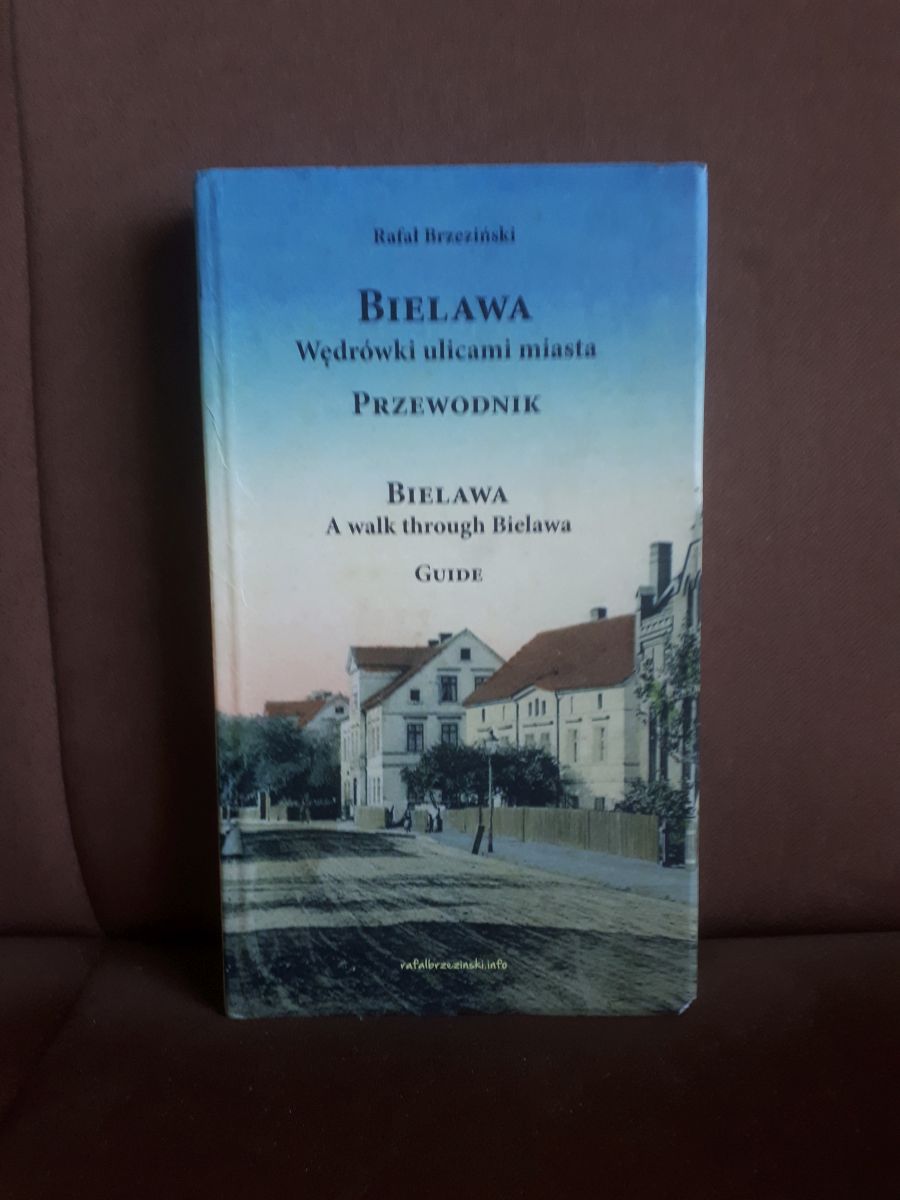 Rafał Brzeziński
BIELAWA
Wędrówki ulicami miasta
PRZEWODNIK
BIELAWA
A walk through Bielawa
GUIDE
rafalbrzezinski.info